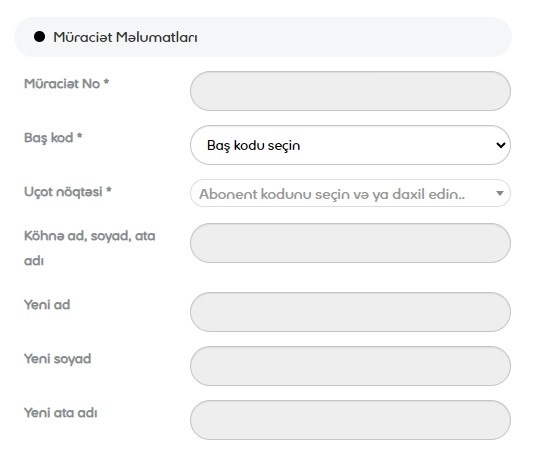 Müraciət Məlumatları
Müraciət No *
Baş kod *
Baş kodu seçin
Uçot nöqtəsi *
Abonent kodunu seçin və ya daxil edin..
Köhnə ad, soyad, ata
adı
Yeni ad
Yeni soyad
Yeni ata adı